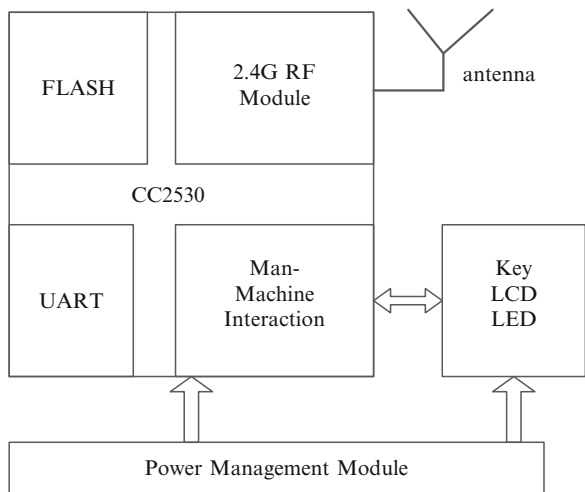 FLASH
2.4G RF
Module
antenna
CC2530
UART
Man-
Machine
Interaction
Key
LCD
LED
Power Management Module